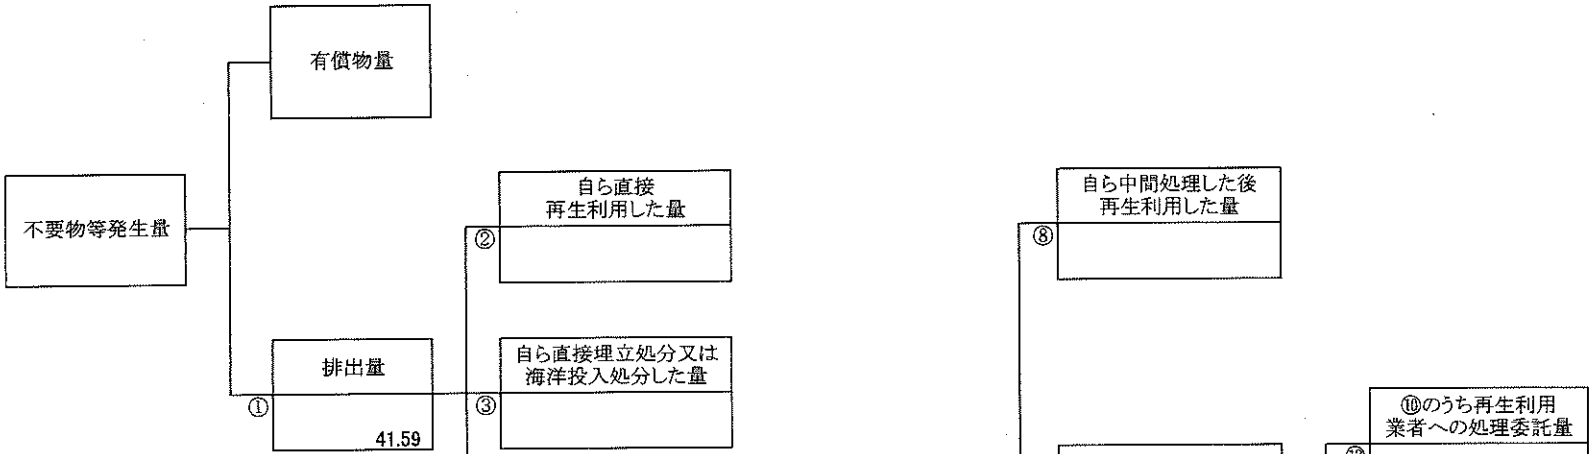 有償物量
不要物等発生量
自ら直接
再生利用した量
②
自ら中間処理した後
再生利用した量
⑧
排出量
①
41.59
自ら直接埋立処分又は
海洋投入処分した量
③
⑩のうち再生利用
業者への処理委託量